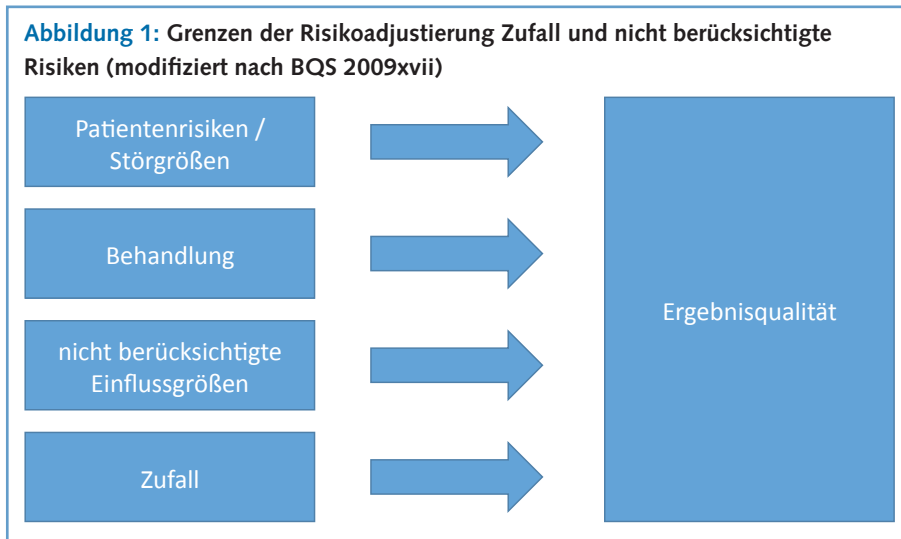 Abbildung 1: Grenzen der Risikoadjustierung Zufall und nicht berücksichtigte
Risiken (modifiziert nach BQS 2009xvii)
Patientenrisiken /
Störgrößen
Behandlung
nicht berücksichtigte
Einflussgrößen
Zufall
Ergebnisqualität